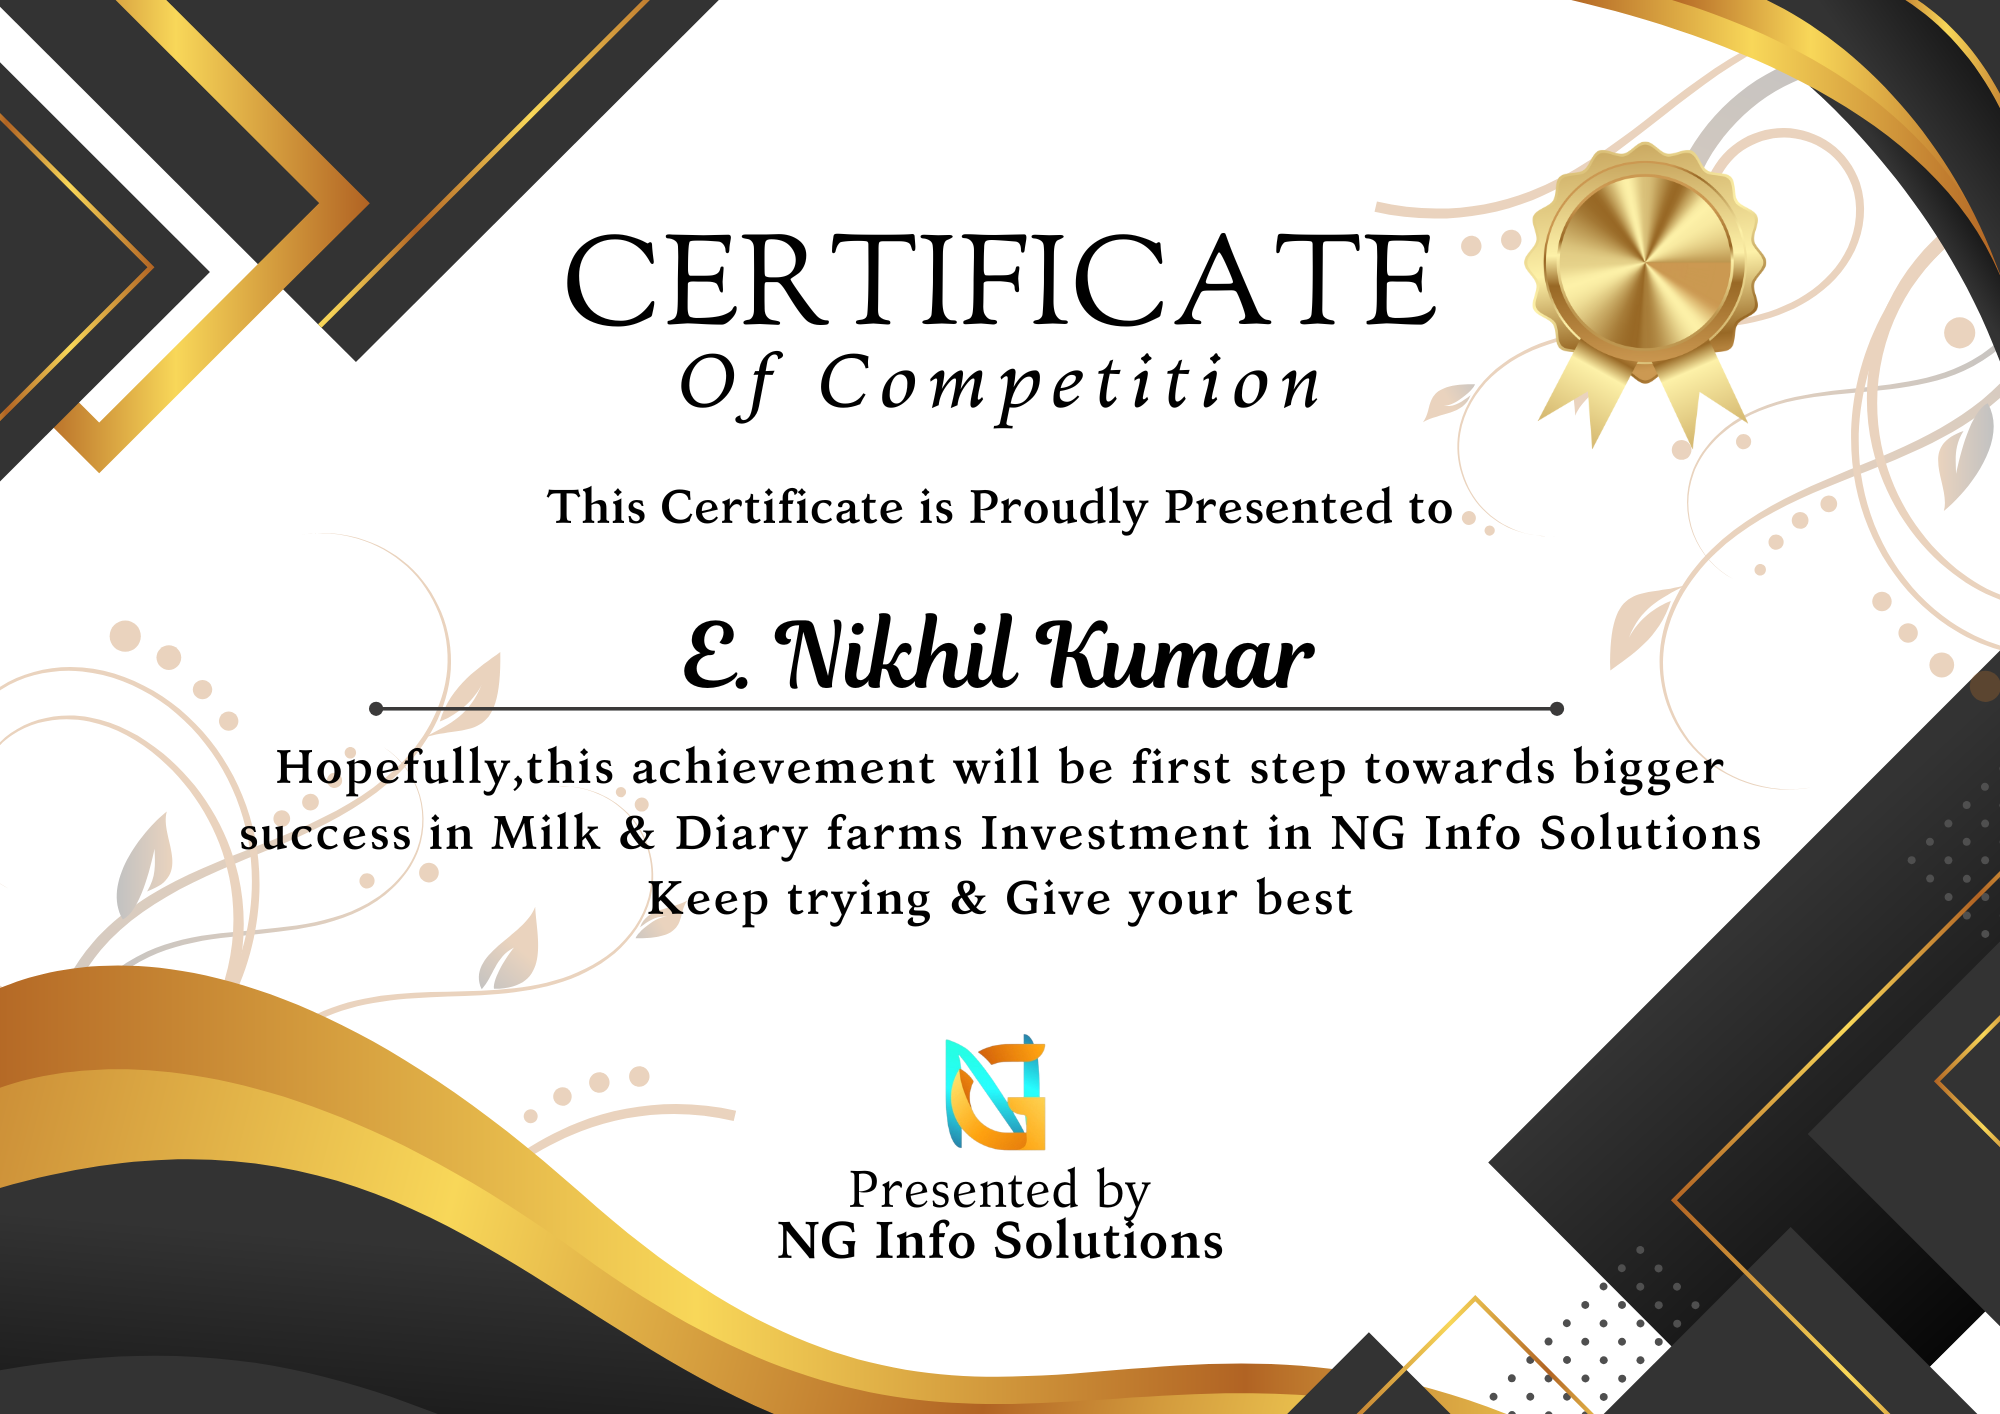 CERTIFICATE
Of Competition
This Certificate is Proudly Presented to
E. Nikhil Kumar
Hopefully,this achievement will be first step towards bigger
success in Milk & Diary farms Investment in NG Info Solutions
Keep trying & Give your best
NG
Presented by
NG Info Solutions